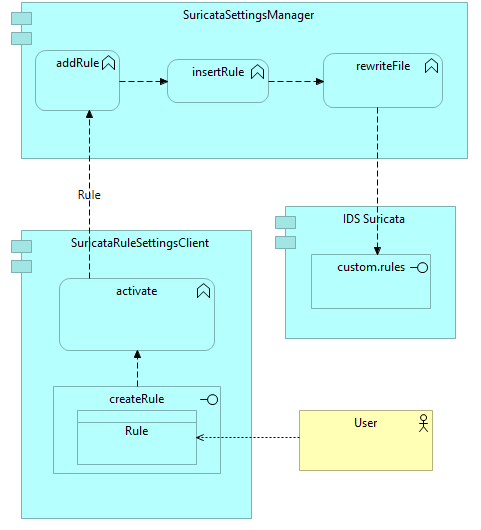 SuricataSettingsManager
addRule
insertRule
rewriteFile
Rule
IDS Suricata
custom.rules
SuricataRuleSettingsClient
activate
createRule
Rule
User